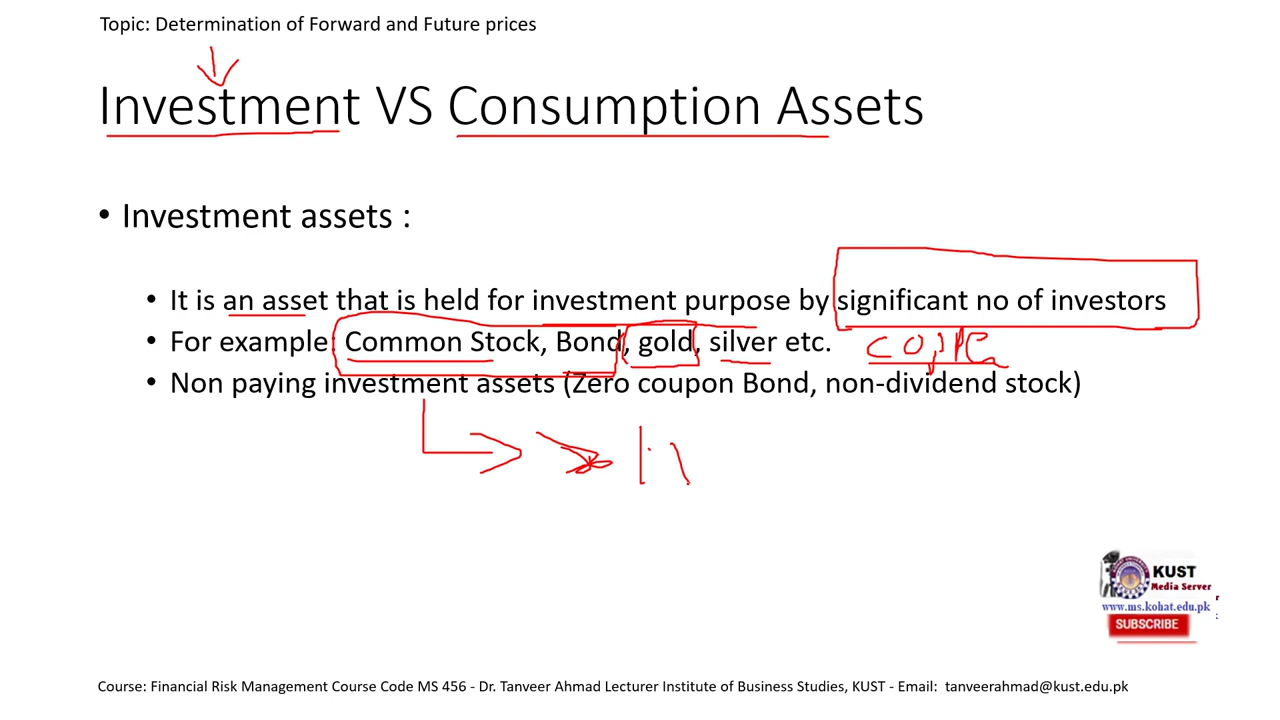 Topic: Determination of Forward and Future prices
Investment VS Consumption Assets
• Investment assets :
• It is an asset that is held for investment purpose by significant no of investors
• For example: Common Stock, Bond, gold, silver etc.
• Non paying investment assets (Zero coupon Bond, non-dividend stock)
KUST
Media Server
www.ms.kohat.edu.pk
SUBSCRIBE
Course: Financial Risk Management Course Code MS 456 - Dr. Tanveer Ahmad Lecturer Institute of Business Studies, KUST - Email: tanveerahmad@kust.edu.pk